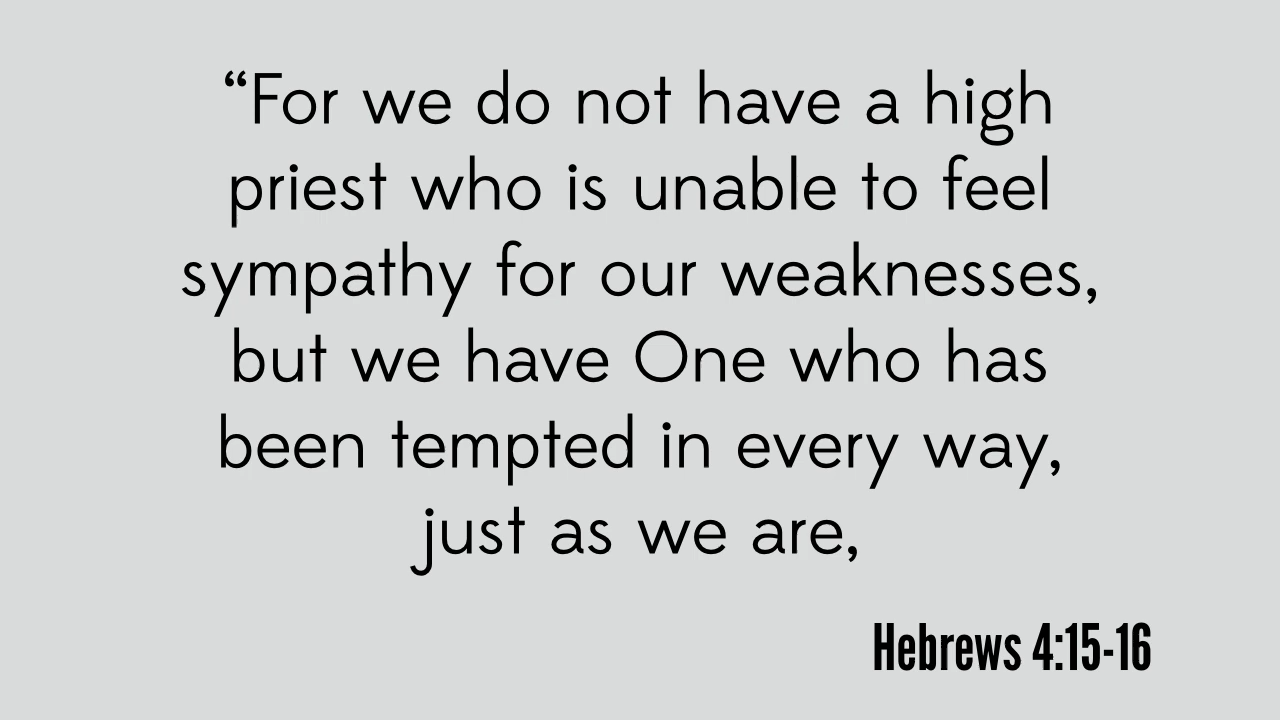 “For we do not have a high
priest who is unable to feel
sympathy for our weaknesses,
but we have One who has
been tempted in every way,
just as we are,
Hebrews 4:15-16